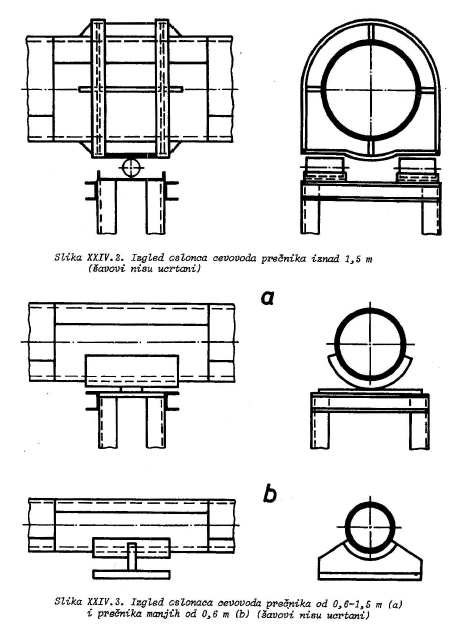 Slika XXIV.2. Izgled oslonca cevovoda prečnika iznad 1,5 m
(šavovi nisu ucrtani)
a
b
Slika XXIV.3. Izgled oslonaca cevovoda prečnika od 0,6-1,5 m (a)
i prečnika manjih od 0,6 m (b) (šavovi nisu ucrtani)